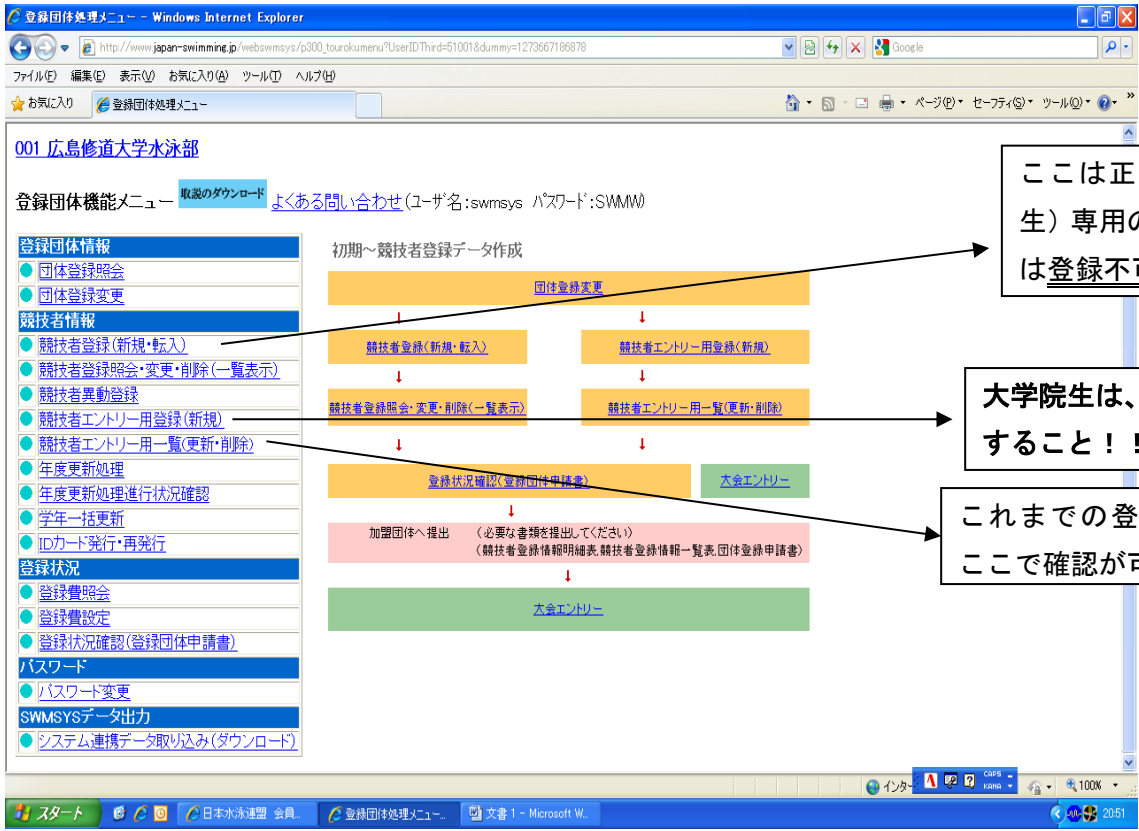 登録団体処理メニュー - Windows Internet Explorer
http://www.japan-swimming.jp/webswmsys/p300_tourokumenu?UserIDThird=51001&dummy=1273667186878
Google
ファイル(F) 編集(E) 表示(V) お気に入り(A) ツール(T) ヘルプ(H)
お気に入り 登録団体処理メニュー
ページ(P) セーフティ(S) ツール(O)
001 広島修道大学水泳部
登録団体機能メニュー 取説のダウンロード よくある問い合わせ(ユーザ名:swmsys パスワード:SWMW)
登録団体情報
団体登録照会
団体登録変更
競技者情報
競技者登録(新規・転入)
競技者登録照会・変更・削除(一覧表示)
競技者異動登録
競技者エントリー用登録(新規)
競技者エントリー用一覧(更新・削除)
年度更新処理
年度更新処理進行状況確認
学年一括更新
IDカード発行・再発行
登録状況
登録費照会
登録費設定
登録状況確認(登録団体申請書)
パスワード
パスワード変更
SWMSYSデータ出力
システム連携データ取り込み(ダウンロード)
初期~競技者登録データ作成
団体登録変更
↓ ↓
競技者登録(新規・転入) 競技者エントリー用登録(新規)
↓ ↓
競技者登録照会・変更・削除(一覧表示) 競技者エントリー用一覧(更新・削除)
↓ ↓
登録状況確認(登録団体申請書) 大会エントリー
↓
加盟団体へ提出 (必要な書類を提出してください)
(競技者登録情報明細表,競技者登録情報一覧表,団体登録申請書)
↓
大会エントリー
ここは正
生)専用の
は登録不可
大学院生は、
すること!!
これまでの登
ここで確認が可
インター
CAPS
KANA
100%
スタート
日本水泳連盟 会員...
登録団体処理メニュー...
文書 1 - Microsoft W...
20:51